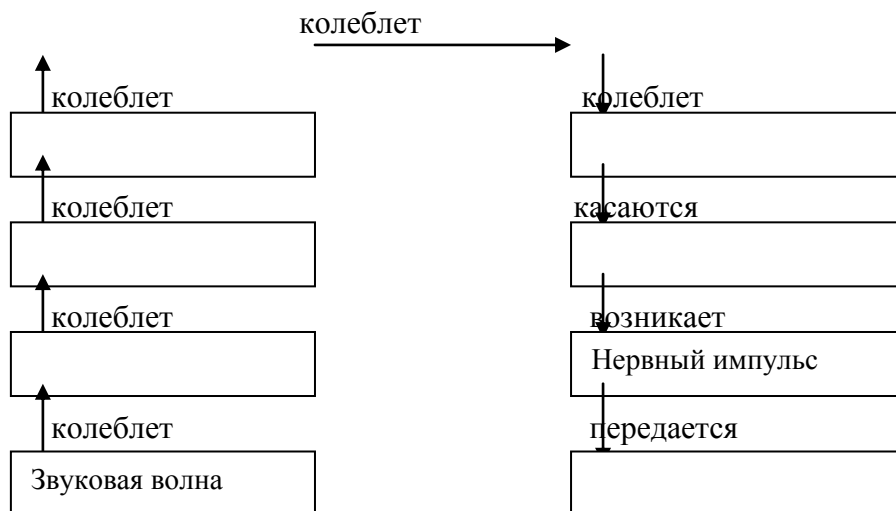 колеблет
колеблет
колеблет
колеблет
касаются
колеблет
возникает
Нервный импульс
колеблет
передается
Звуковая волна